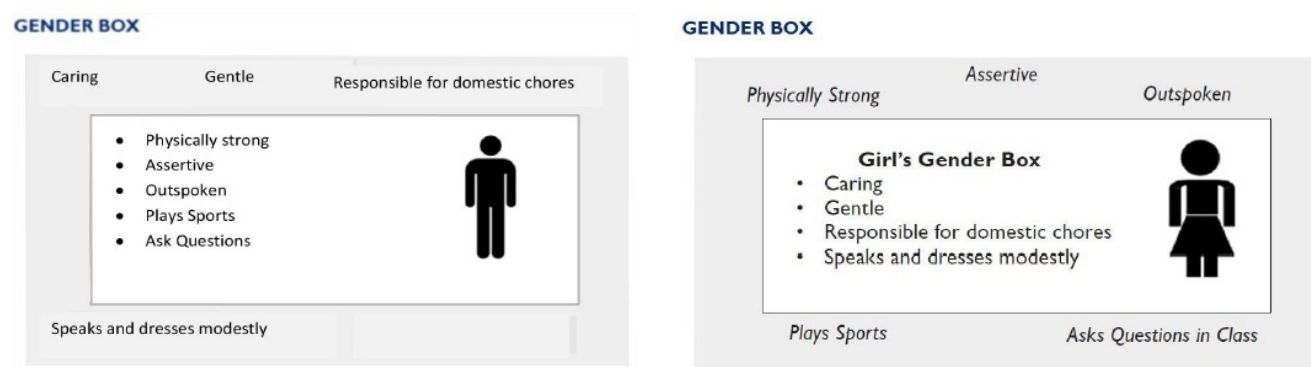 GENDER BOX
Caring Gentle Responsible for domestic chores
• Physically strong
• Assertive
• Outspoken
• Plays Sports
• Ask Questions
Speaks and dresses modestly
GENDER BOX
Assertive
Physically Strong Outspoken
Girl's Gender Box
• Caring
• Gentle
• Responsible for domestic chores
• Speaks and dresses modestly
Plays Sports Asks Questions in Class